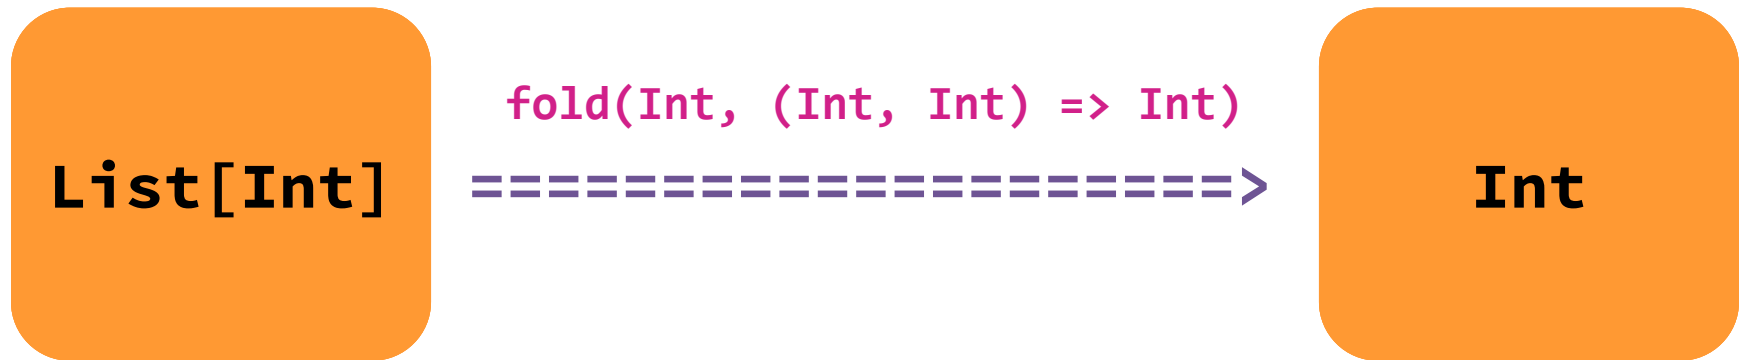 fold(Int, (Int, Int) => Int)
List[Int] ====================> Int